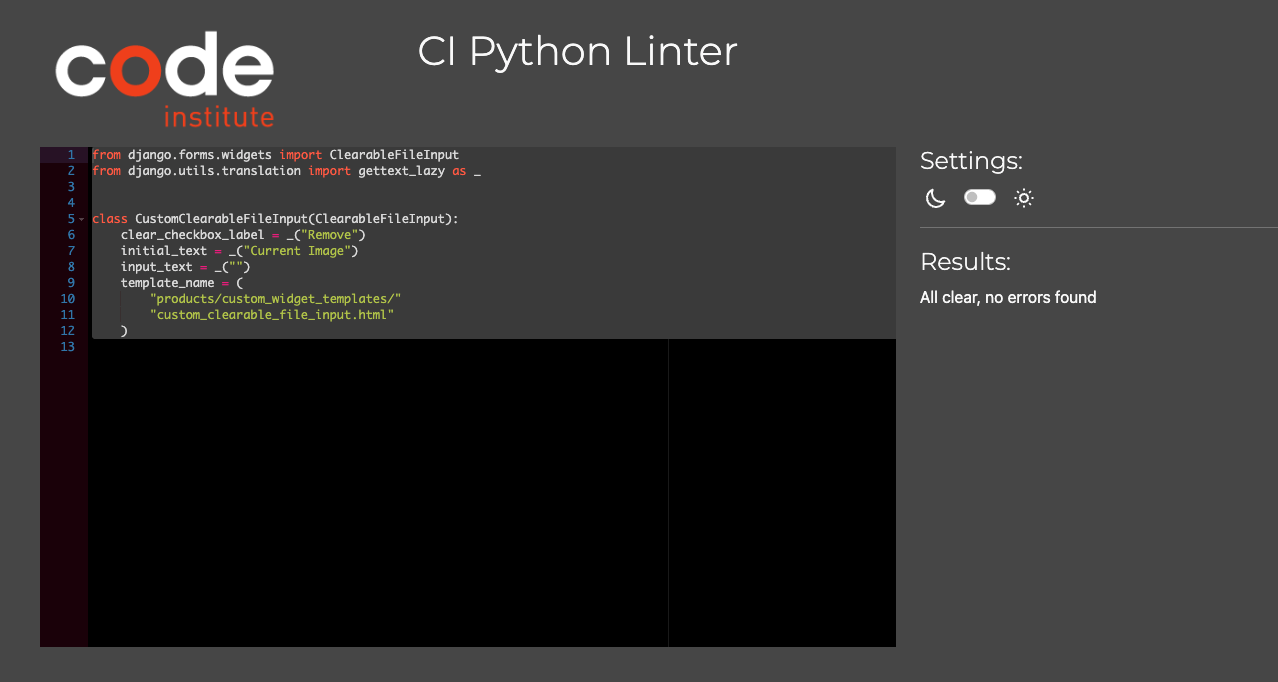 code
institute
CI Python Linter
1 from django.forms.widgets import ClearableFileInput
2 from django.utils.translation import gettext_lazy as _
3
4
5 class CustomClearableFileInput(ClearableFileInput):
6     clear_checkbox_label = _("Remove")
7     initial_text = _("Current Image")
8     input_text = _("")
9     template_name = (
10         "products/custom_widget_templates/"
11         "custom_clearable_file_input.html"
12     )
13
Settings:
Results:
All clear, no errors found